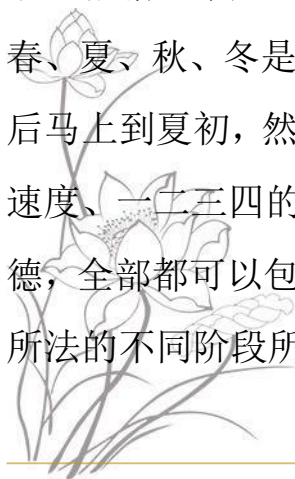 春、夏、秋、冬是
后马上到夏初，然
速度、一二三四的
德，全部都可以包
所法的不同阶段所